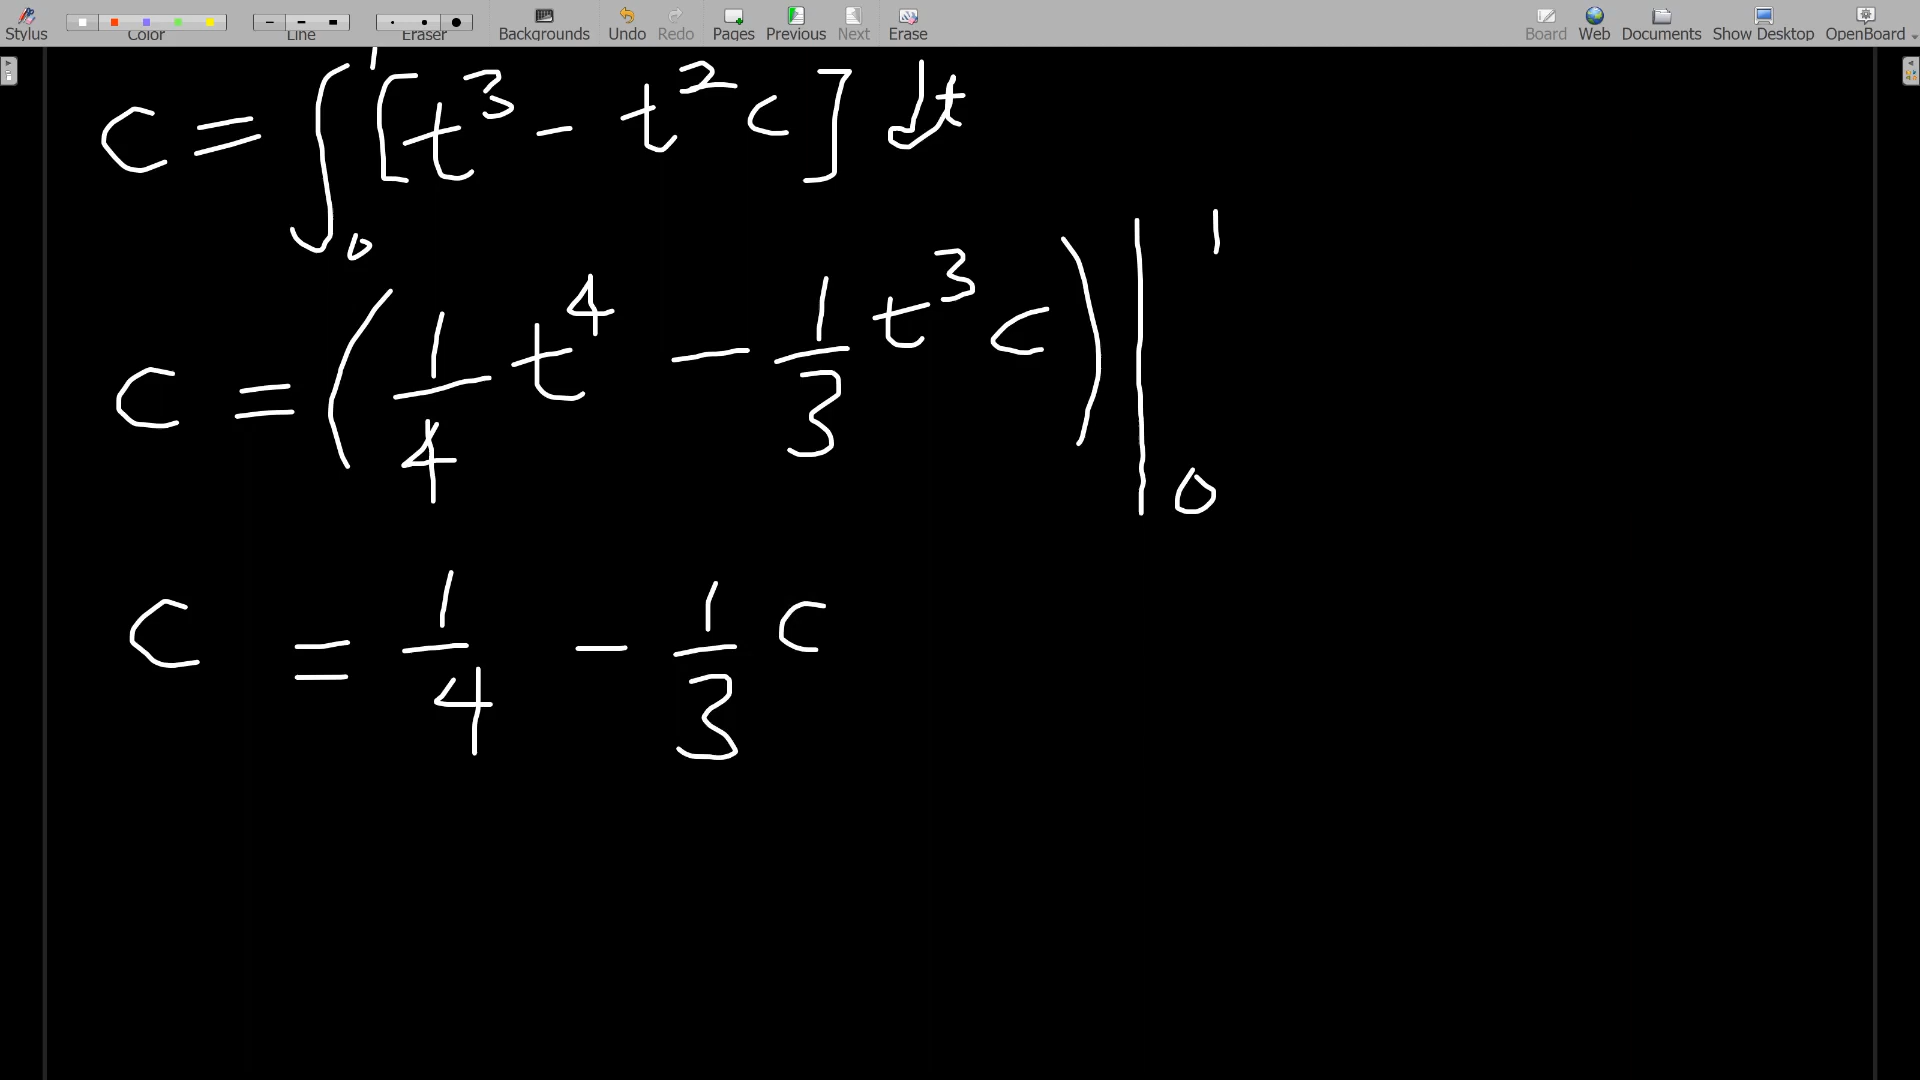 Stylus Color Line Eraser Backgrounds Undo Redo Pages Previous Next Erase Board Web Documents Show Desktop OpenBoard
c = ∫₀¹ [t³ - t²c] dt
c = (1/4 t⁴ - 1/3 t³ c) |₀¹
c = 1/4 - 1/3 c